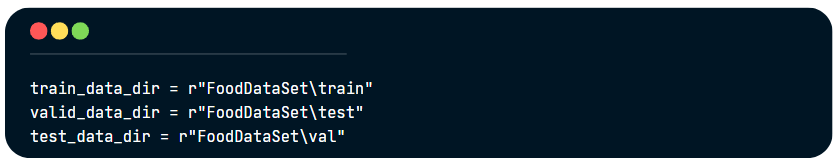 train_data_dir = r"FoodDataSet\train"
valid_data_dir = r"FoodDataSet\test"
test_data_dir = r"FoodDataSet\val"